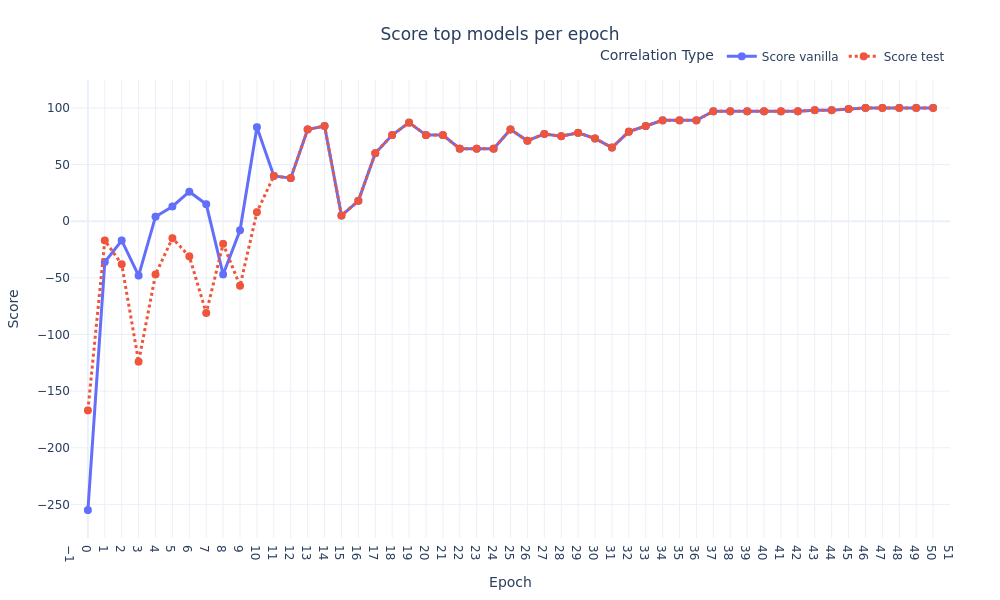 Score top models per epoch
Correlation Type Score vanilla Score test
100
50
0
−50
−100
−150
−200
−250
Score
−1 0 1 2 3 4 5 6 7 8 9 10 11 12 13 14 15 16 17 18 19 20 21 22 23 24 25 26 27 28 29 30 31 32 33 34 35 36 37 38 39 40 41 42 43 44 45 46 47 48 49 50 51
Epoch